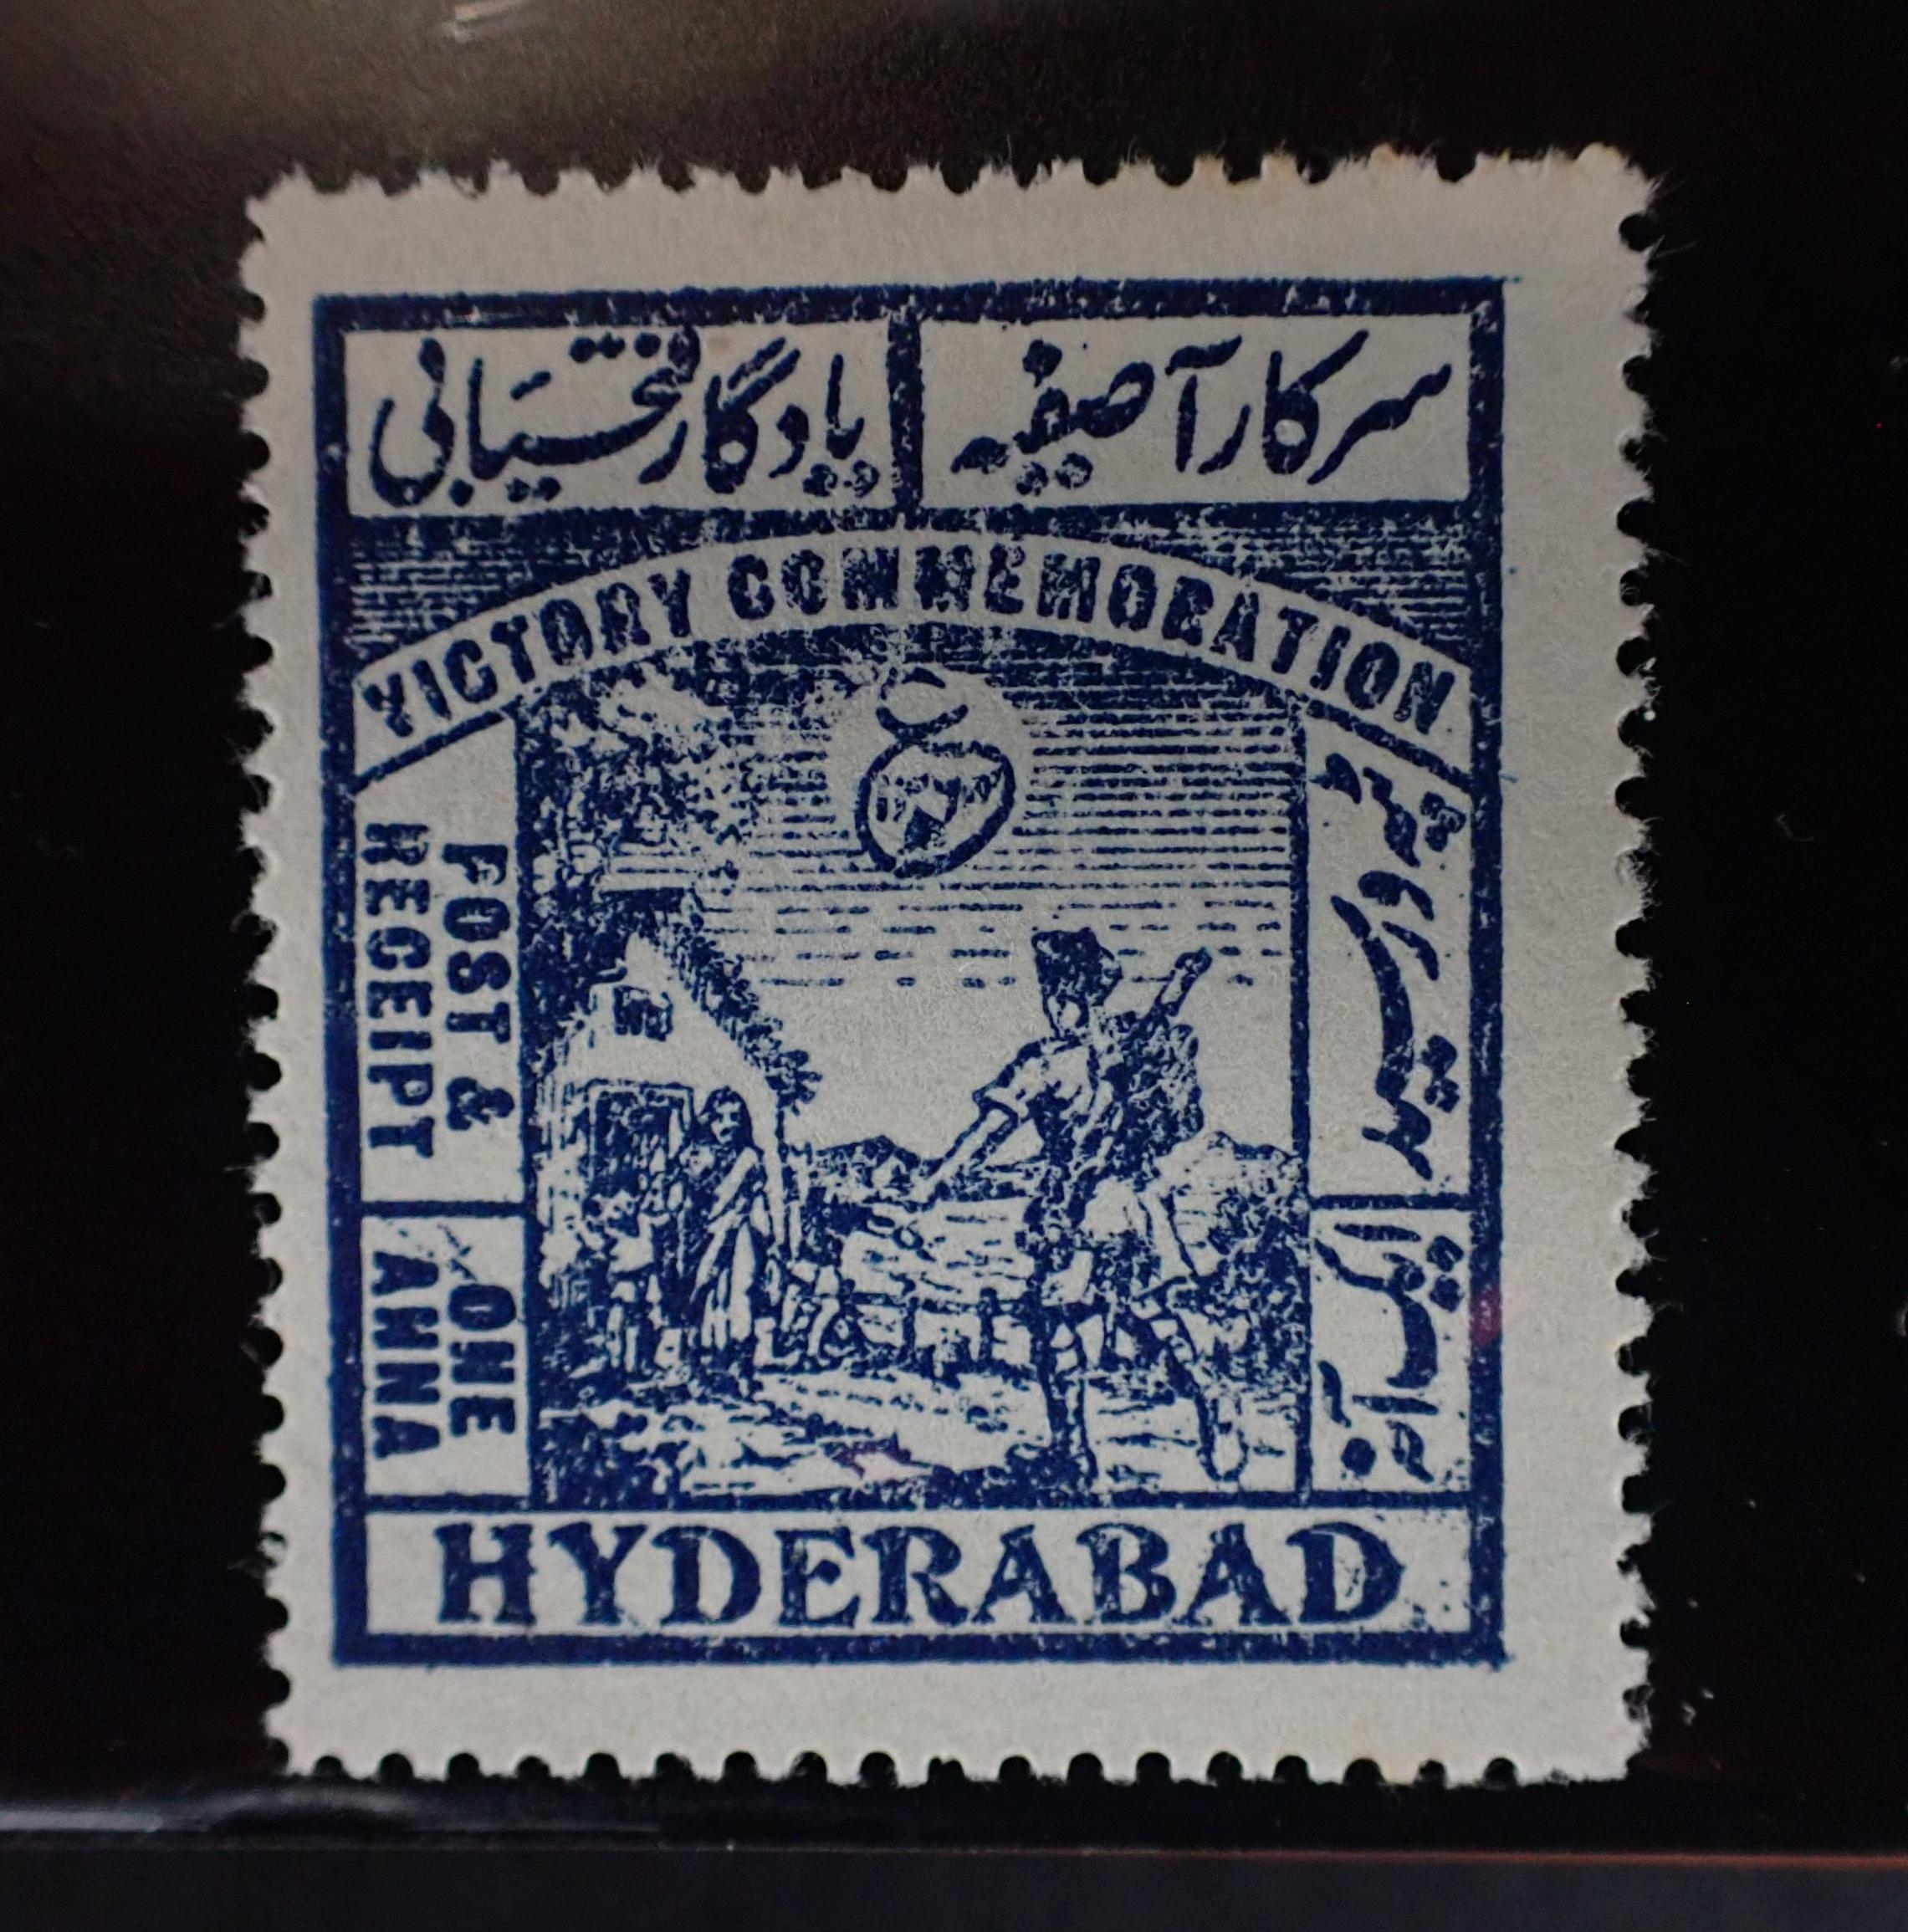 سرکار آصفیہ
یادگار فتحیابی
VICTORY COMMEMORATION
POST &
RECEIPT
ONE
ANNA
HYDERABAD